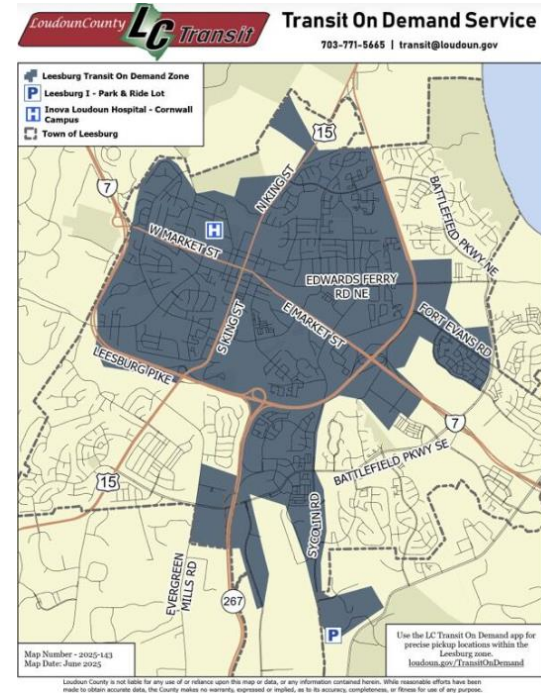 LoudounCounty LC Transit
Transit On Demand Service
703-771-5665 | transit@loudoun.gov
Leesburg Transit On Demand Zone
P Leesburg I - Park & Ride Lot
H Inova Loudoun Hospital - Cornwall
Campus
Town of Leesburg
15
7
N KING ST
BATTLEFIELD PKWY NE
H
W MARKET ST
EDWARDS FERRY
RD NE
S KING ST
E MARKET ST
FORT EVANS RD
LEESBURG PIKE
7
BATTLEFIELD PKWY SE
15
SYCOLIN RD
EVERGREEN
MILLS RD
267
P
Map Number - 2025-143
Map Date: June 2025
Use the LC Transit On Demand app for
precise pickup locations within the
Leesburg zone.
loudoun.gov/TransitOnDemand
Loudoun County is not liable for any use of or reliance upon this map or data, or any information contained herein. While reasonable efforts have been
made to obtain accurate data, the County makes no warranty, expressed or implied, as to its accuracy, completeness, or fitness for use of any purpose.